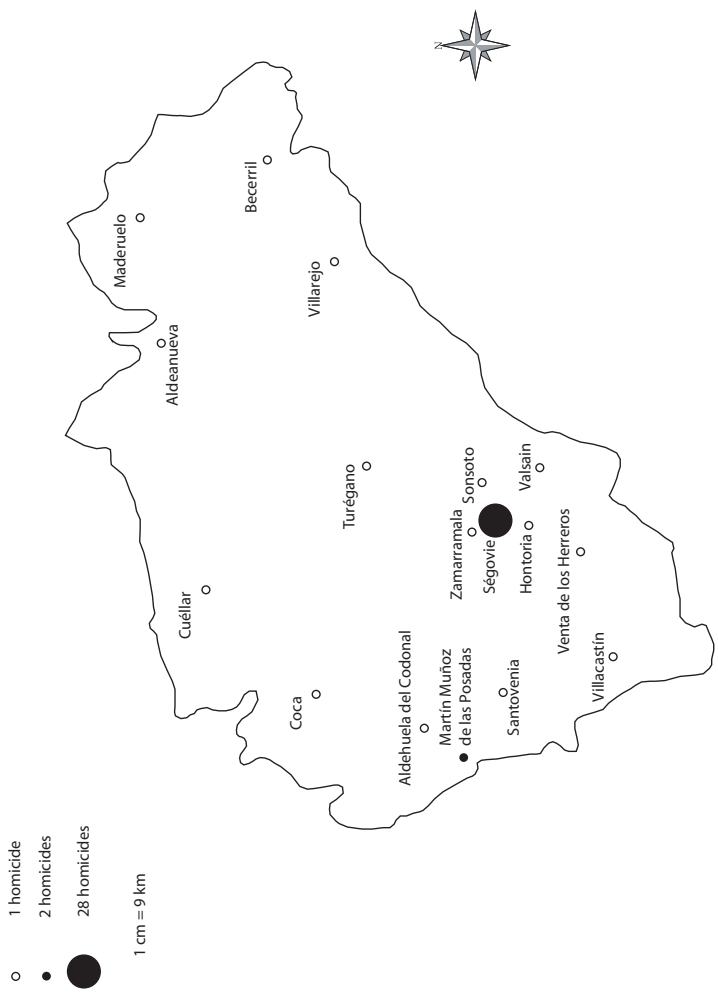 1 homicide
2 homicides
28 homicides
1 cm = 9 km
N
Maderuelo
Becerril
Aldeanueva
Villarejo
Turégano
Cuéllar
Coca
Sonsoto
Zamarramala
Ségovie
Valsain
Hontoria
Venta de los Herreros
Aldehuela del Codonal
Martín Muñoz
de las Posadas
Santovenia
Villacastín